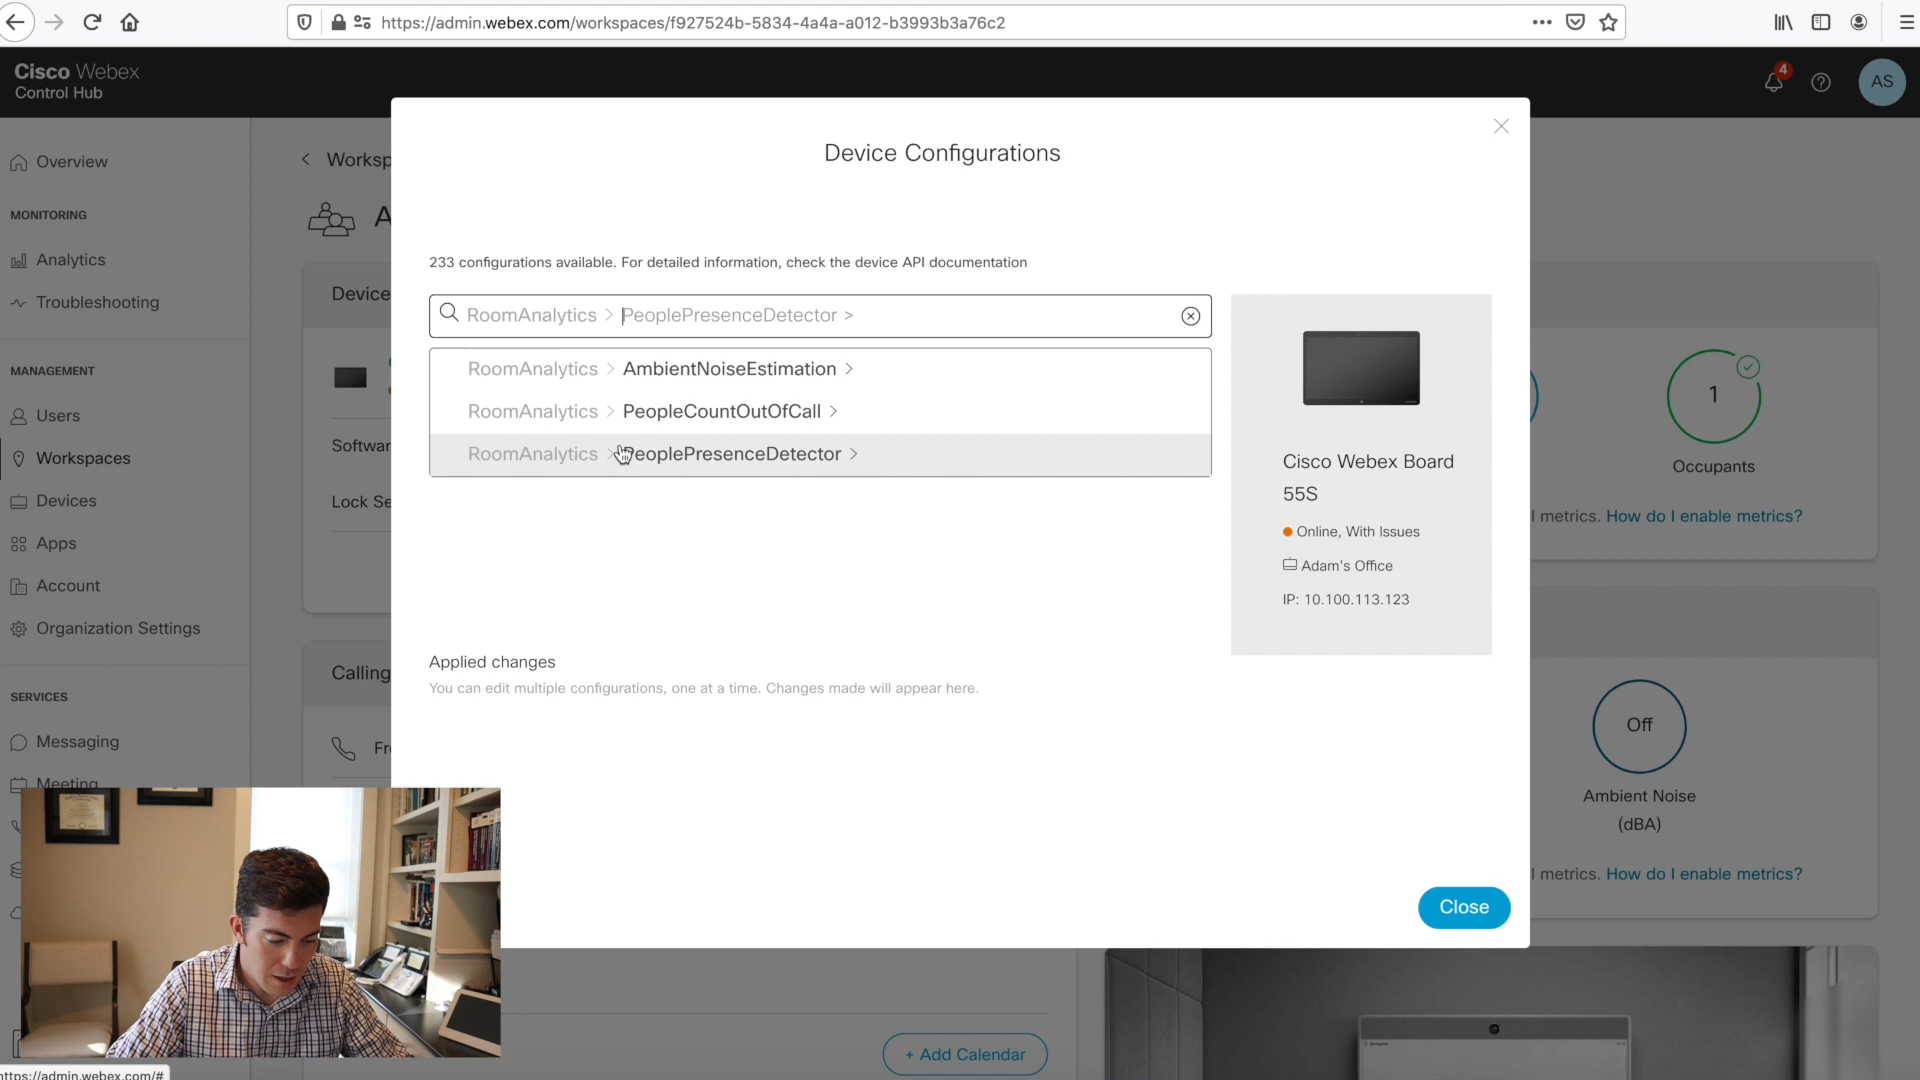 https://admin.webex.com/workspaces/f927524b-5834-4a4a-a012-b3993b3a76c2
Cisco Webex
Control Hub
4
AS
Overview
MONITORING
Analytics
Troubleshooting
MANAGEMENT
Users
Workspaces
Devices
Apps
Account
Organization Settings
SERVICES
Messaging
Meeting
Worksp
A
Device
Softwar
Lock Se
Calling
Fr
Device Configurations
233 configurations available. For detailed information, check the device API documentation
RoomAnalytics > PeoplePresenceDetector >
RoomAnalytics > AmbientNoiseEstimation >
RoomAnalytics > PeopleCountOutOfCall >
RoomAnalytics > PeoplePresenceDetector >
Cisco Webex Board
55S
Online, With Issues
Adam's Office
IP: 10.100.113.123
Applied changes
You can edit multiple configurations, one at a time. Changes made will appear here.
Close
1
Occupants
l metrics. How do I enable metrics?
Off
Ambient Noise
(dBA)
l metrics. How do I enable metrics?
+ Add Calendar
https://admin.webex.com/#